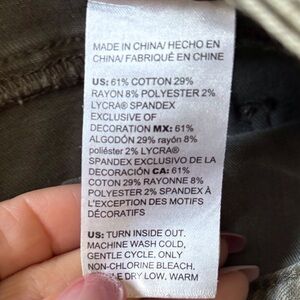 MADE IN CHINA/ HECHO EN
CHINA/ FABRIQUÉ EN CHINE
US: 61% COTTON 29%
RAYON 8% POLYESTER 2%
LYCRA® SPANDEX
EXCLUSIVE OF
DECORATION MX: 61%
ALGODÓN 29% rayón 8%
poliéster 2% LYCRA®
SPANDEX EXCLUSIVO DE LA
DECORACIÓN CA: 61%
COTON 29% RAYONNE 8%
POLYESTER 2% SPANDEX À
L'EXCEPTION DES MOTIFS
DÉCORATIFS
US: TURN INSIDE OUT.
MACHINE WASH COLD,
GENTLE CYCLE. ONLY
NON-CHLORINE BLEACH,
DRY LOW, WARM